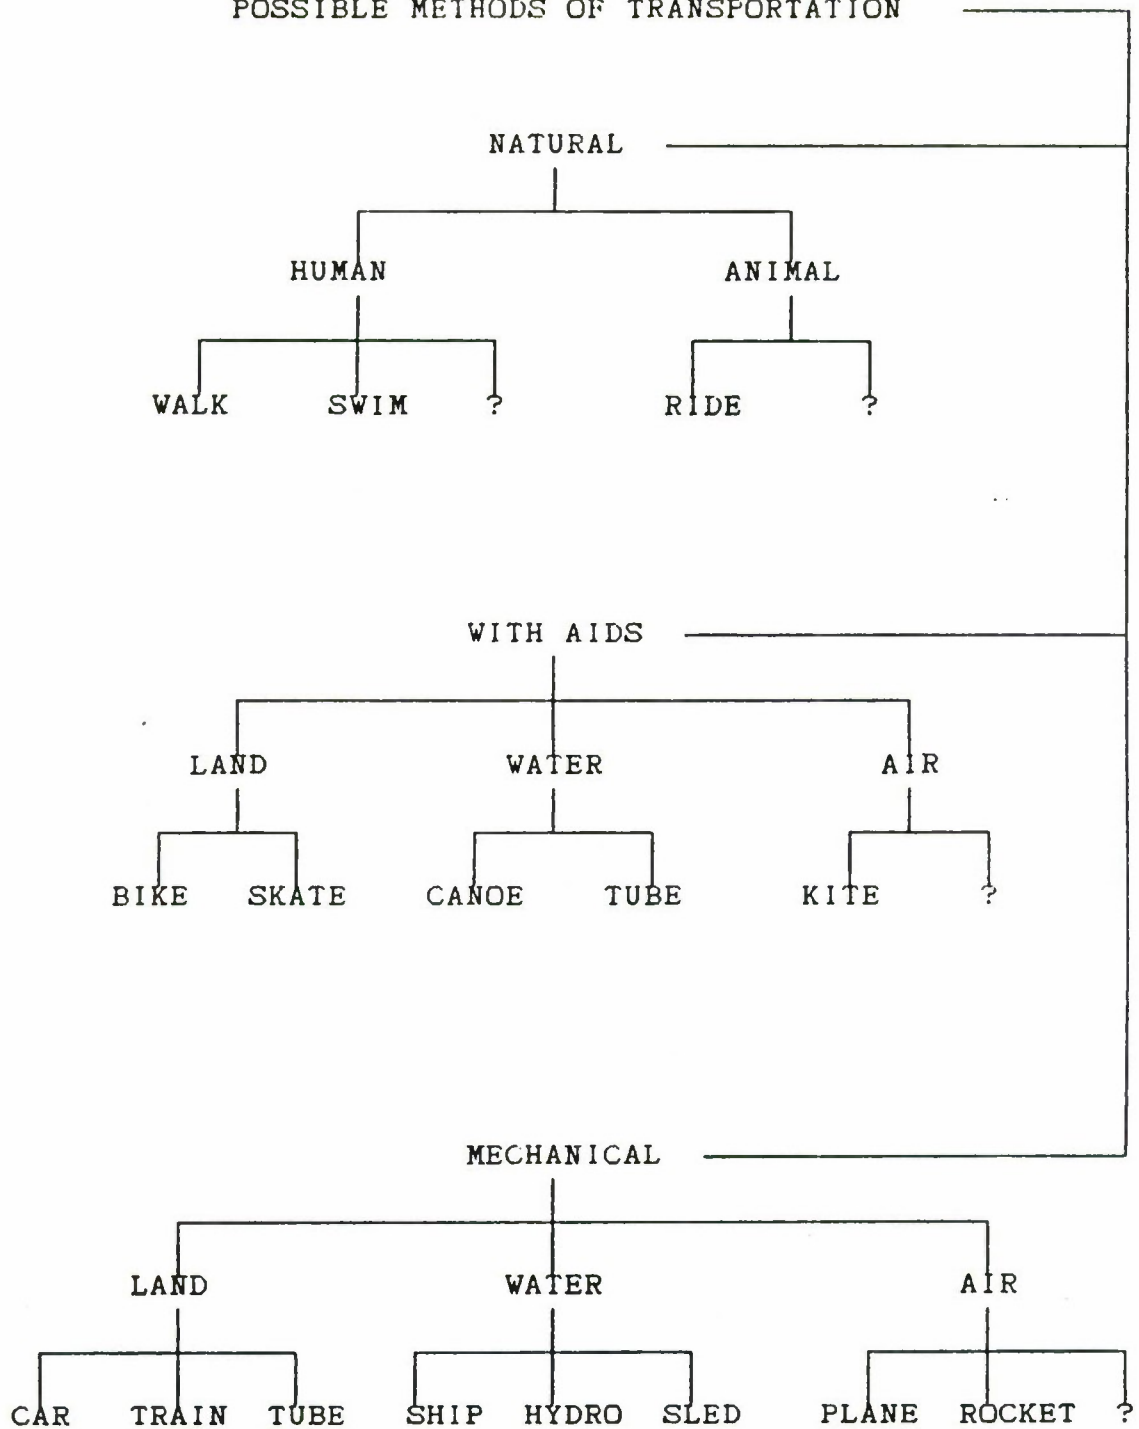 POSSIBLE METHODS OF TRANSPORTATION
NATURAL
HUMAN ANIMAL
WALK SWIM ? RIDE ?
WITH AIDS
LAND WATER AIR
BIKE SKATE CANOE TUBE KITE ?
MECHANICAL
LAND WATER AIR
CAR TRAIN TUBE SHIP HYDRO SLED PLANE ROCKET ?